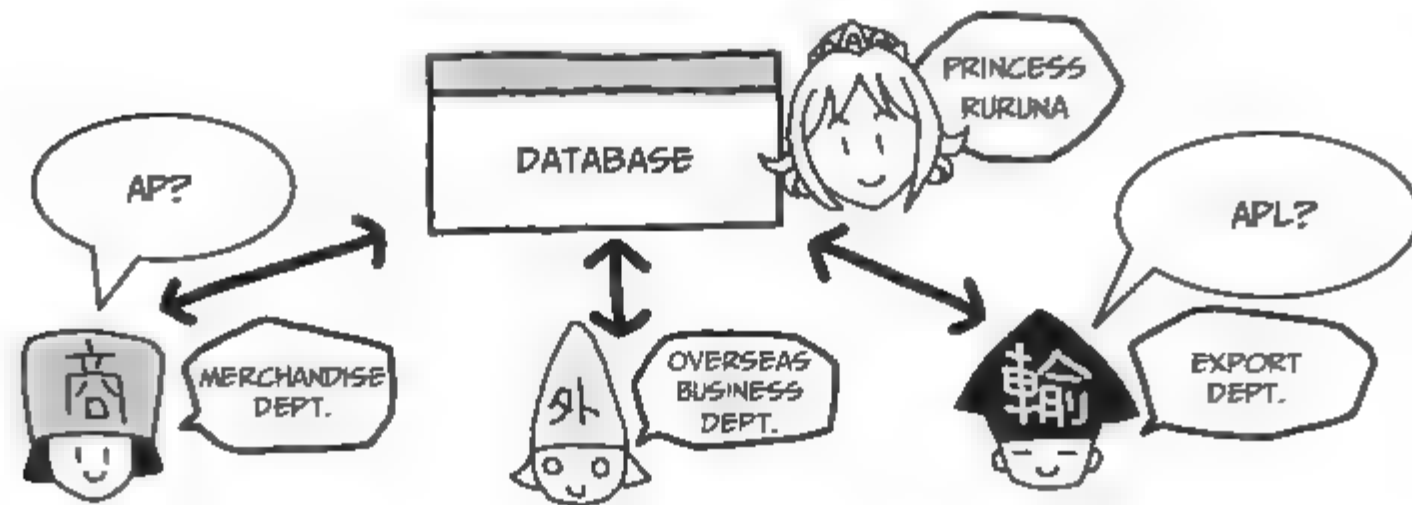 PRINCESS
RURUNA
DATABASE
AP?
APL?
商
MERCHANDISE
DEPT.
外
OVERSEAS
BUSINESS
DEPT.
輸
EXPORT
DEPT.